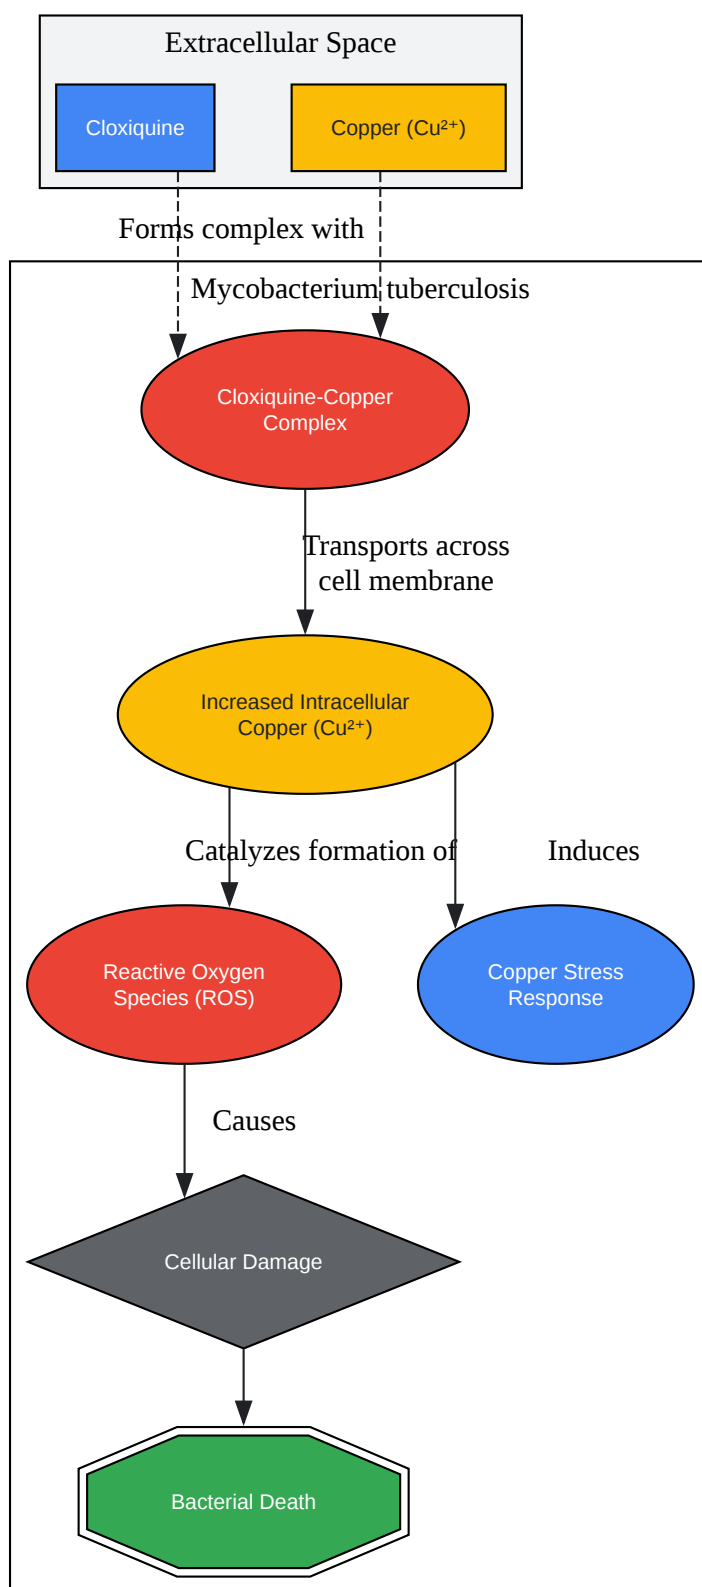 Extracellular Space
Cloxiquine
Copper (Cu²⁺)
Forms complex with
Mycobacterium tuberculosis
Cloxiquine-Copper
Complex
Transports across
cell membrane
Increased Intracellular
Copper (Cu²⁺)
Catalyzes formation of
Induces
Reactive Oxygen
Species (ROS)
Copper Stress
Response
Causes
Cellular Damage
Bacterial Death